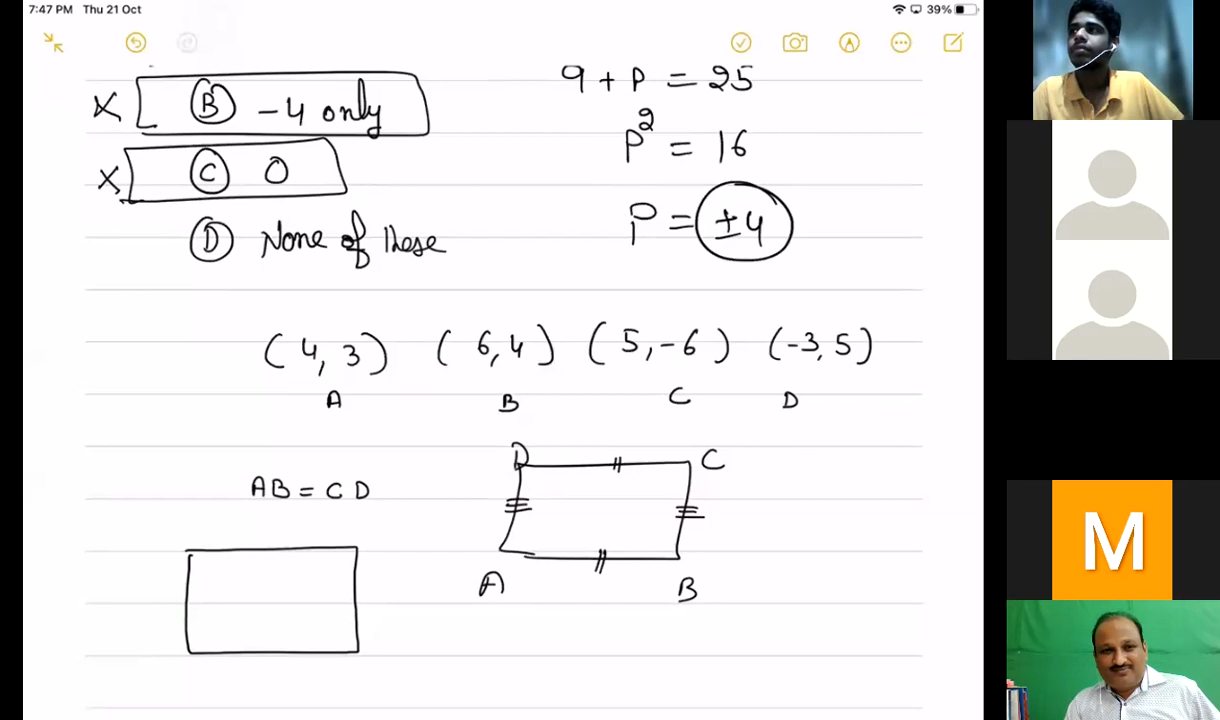 7:47 PM Thu 21 Oct
39%
× B -4 only
9 + P = 25
× C 0
P² = 16
D None of these
P = ±4
(4, 3) (6, 4) (5, -6) (-3, 5)
A B C D
D C
AB = CD
A B
M